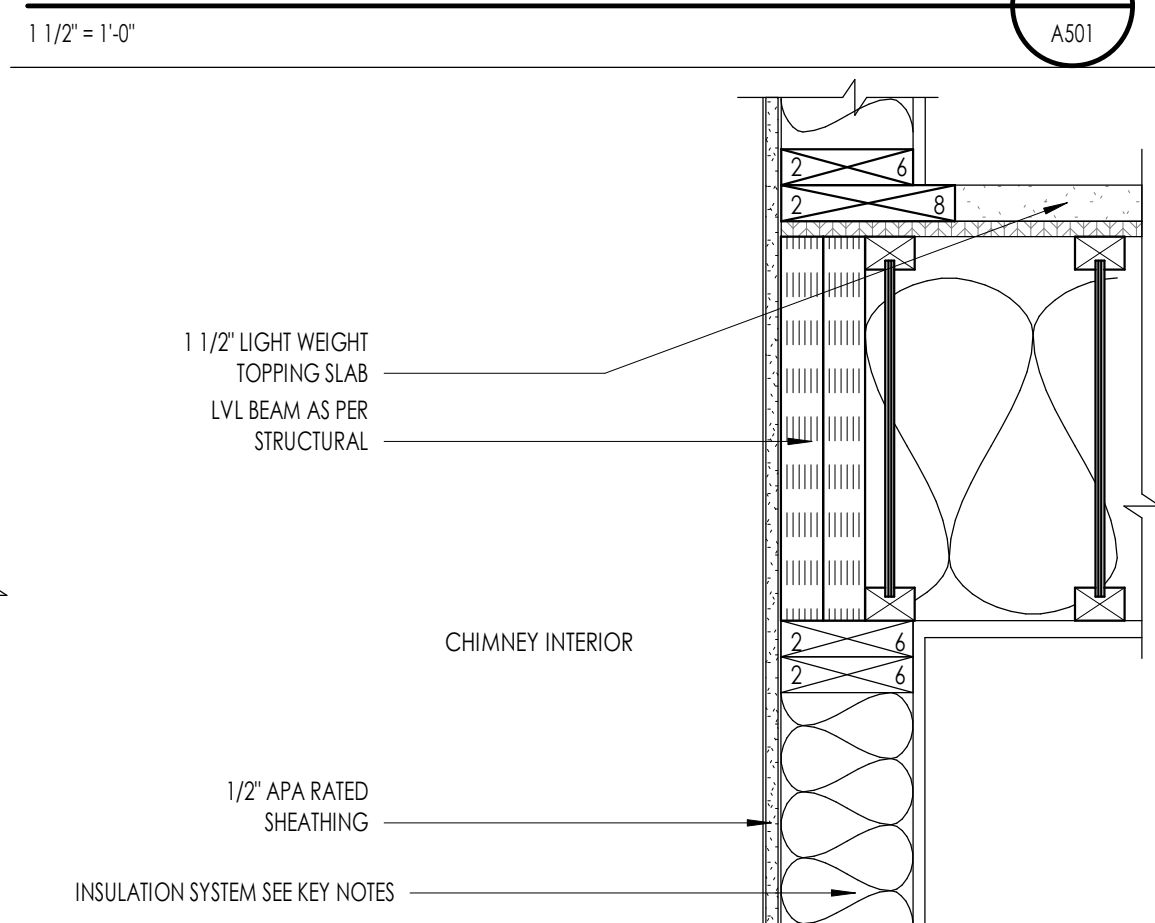 1 1/2" = 1'-0"
A501
2 6
2 8
1 1/2" LIGHT WEIGHT
TOPPING SLAB
LVL BEAM AS PER
STRUCTURAL
CHIMNEY INTERIOR
2 6
2 6
1/2" APA RATED
SHEATHING
INSULATION SYSTEM SEE KEY NOTES